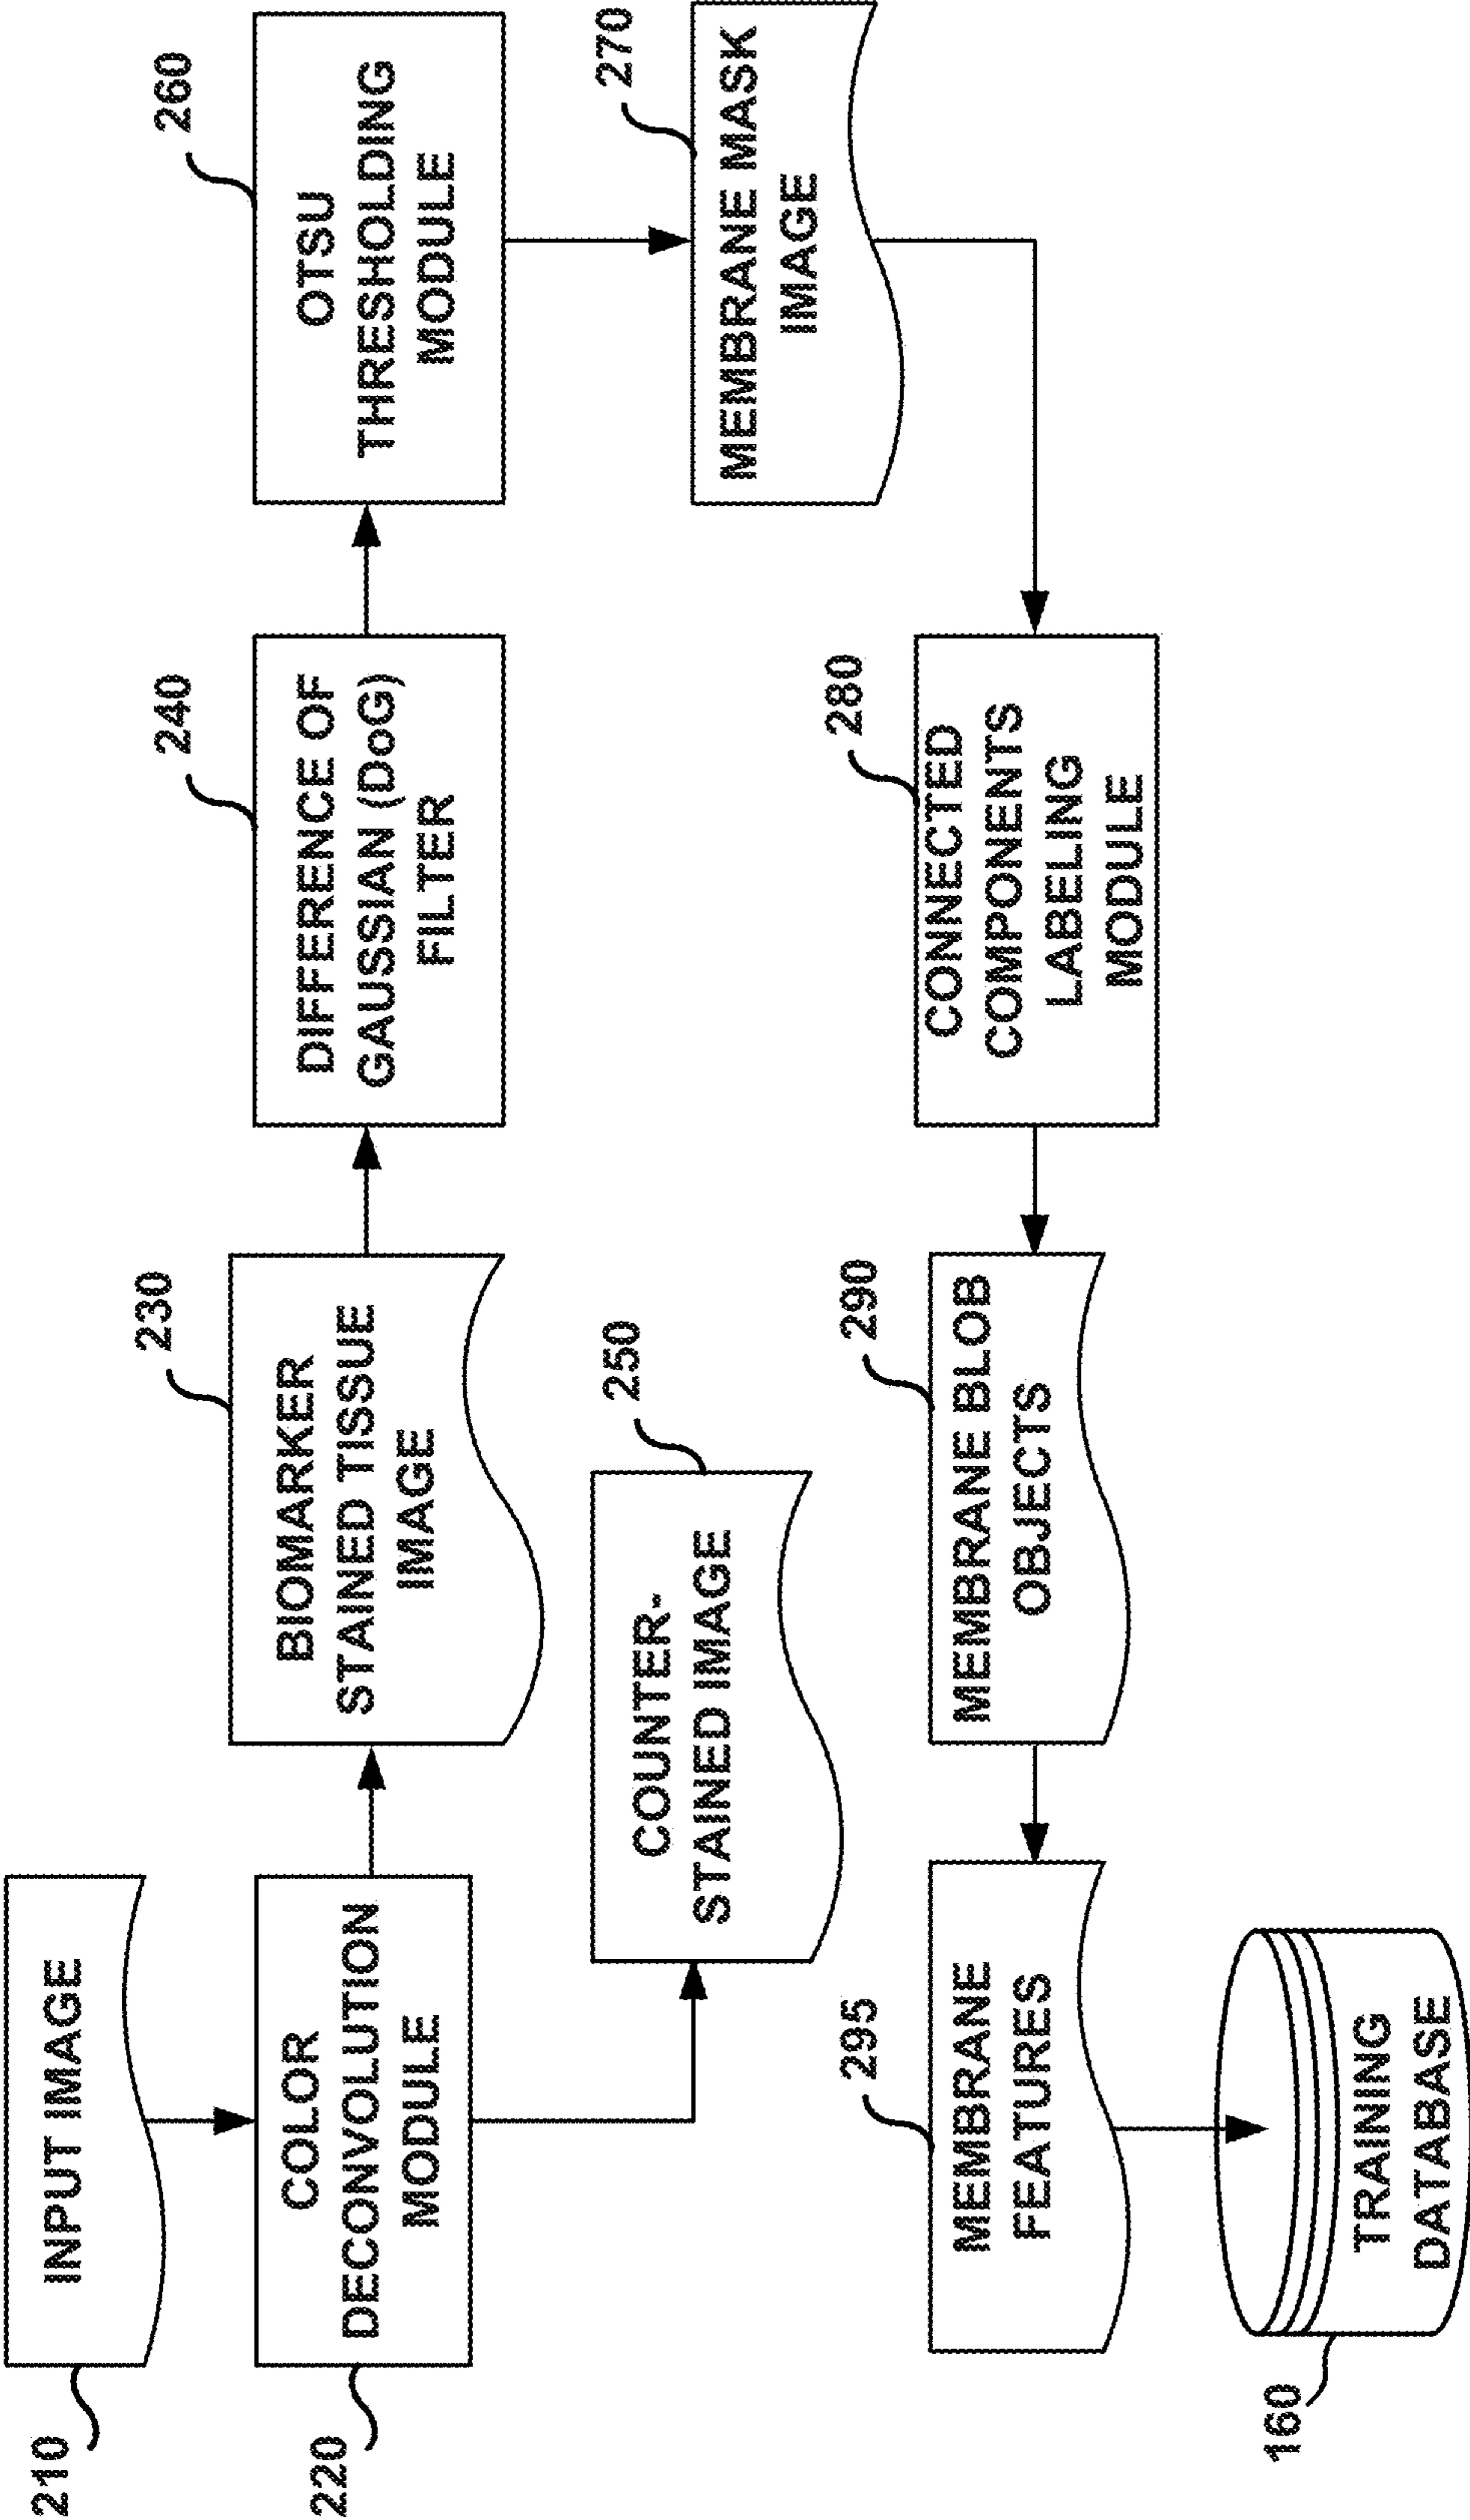 210
INPUT IMAGE
220
COLOR
DECONVOLUTION
MODULE
230
BIOMARKER
STAINED TISSUE
IMAGE
240
DIFFERENCE OF
GAUSSIAN (DoG)
FILTER
260
OTSU
THRESHOLDING
MODULE
250
COUNTER-
STAINED IMAGE
270
MEMBRANE MASK
IMAGE
295
MEMBRANE
FEATURES
290
MEMBRANE BLOB
OBJECTS
280
CONNECTED
COMPONENTS
LABELING
MODULE
160
TRAINING
DATABASE